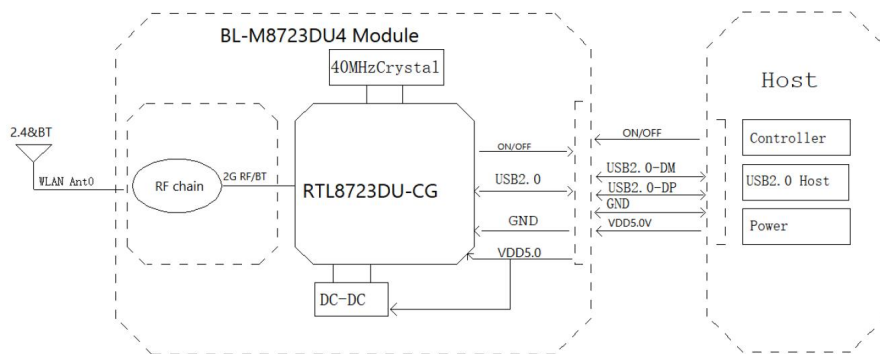 BL-M8723DU4 Module
40MHzCrystal
Host
2.4&BT
WLAN Ant0
RF chain
2G RF/BT
RTL8723DU-CG
ON/OFF
USB2.0
GND
VDD5.0
DC-DC
ON/OFF
USB2.0-DM
USB2.0-DP
GND
VDD5.0V
Controller
USB2.0 Host
Power